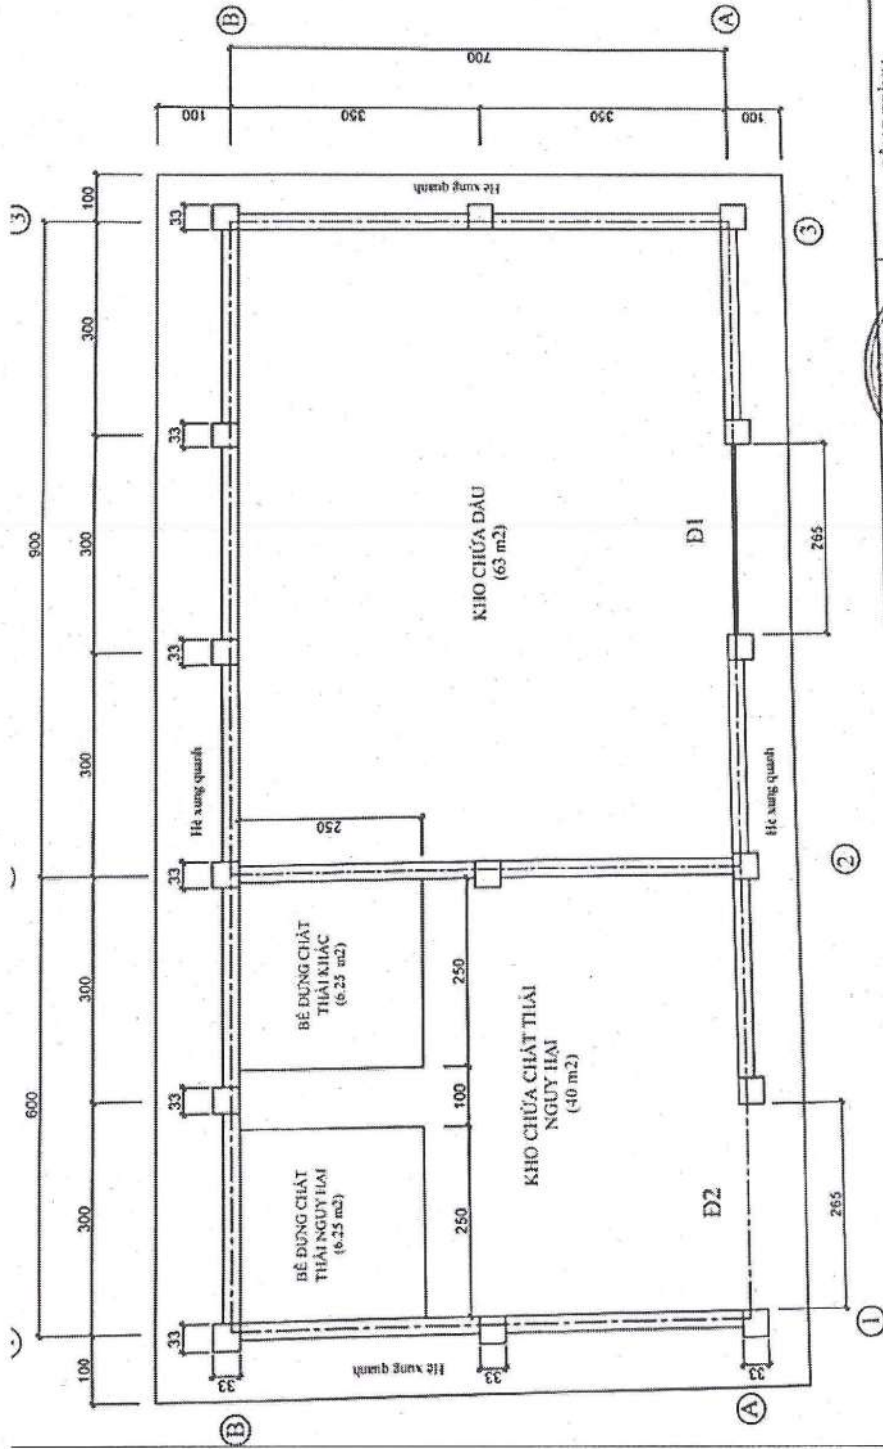 3
600
900
100
300
300
300
300
300
100
33
33
33
33
33
33
Hè xung quanh
B
B
33
100
BỂ ĐỰNG CHẤT
THẢI NGUY HẠI
(6.25 m2)
BỂ ĐỰNG CHẤT
THẢI KHÁC
(6.25 m2)
250
350
700
Hè xung quanh
Hè xung quanh
250
100
250
33
KHO CHỨA DẦU
(63 m2)
KHO CHỨA CHẤT THẢI
NGUY HẠI
(40 m2)
350
Đ2
Đ1
A
33
A
100
Hè xung quanh
265
265
1
2
3